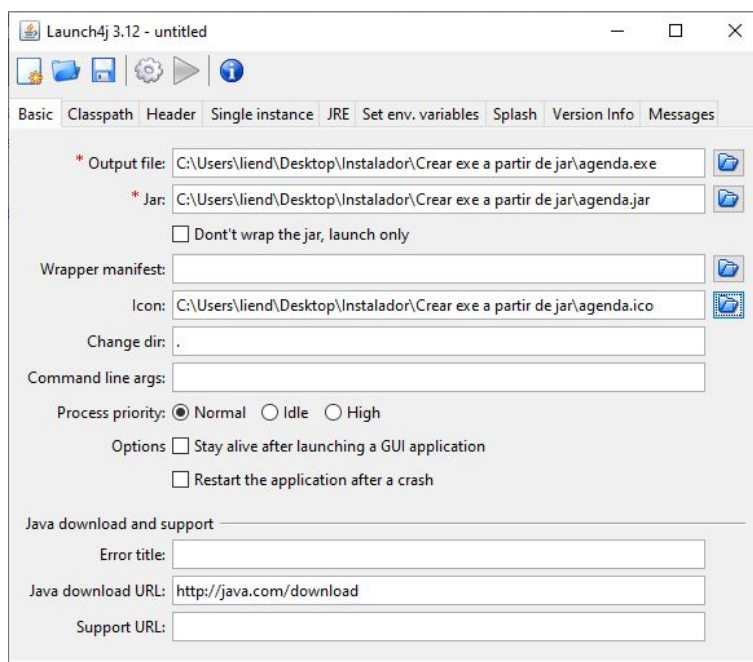 Launch4j 3.12 - untitled
Basic Classpath Header Single instance JRE Set env. variables Splash Version Info Messages
* Output file: C:\Users\liend\Desktop\Instalador\Crear exe a partir de jar\agenda.exe
* Jar: C:\Users\liend\Desktop\Instalador\Crear exe a partir de jar\agenda.jar
Dont't wrap the jar, launch only
Wrapper manifest:
Icon: C:\Users\liend\Desktop\Instalador\Crear exe a partir de jar\agenda.ico
Change dir: .
Command line args:
Process priority: Normal Idle High
Options Stay alive after launching a GUI application
Restart the application after a crash
Java download and support
Error title:
Java download URL: http://java.com/download
Support URL: